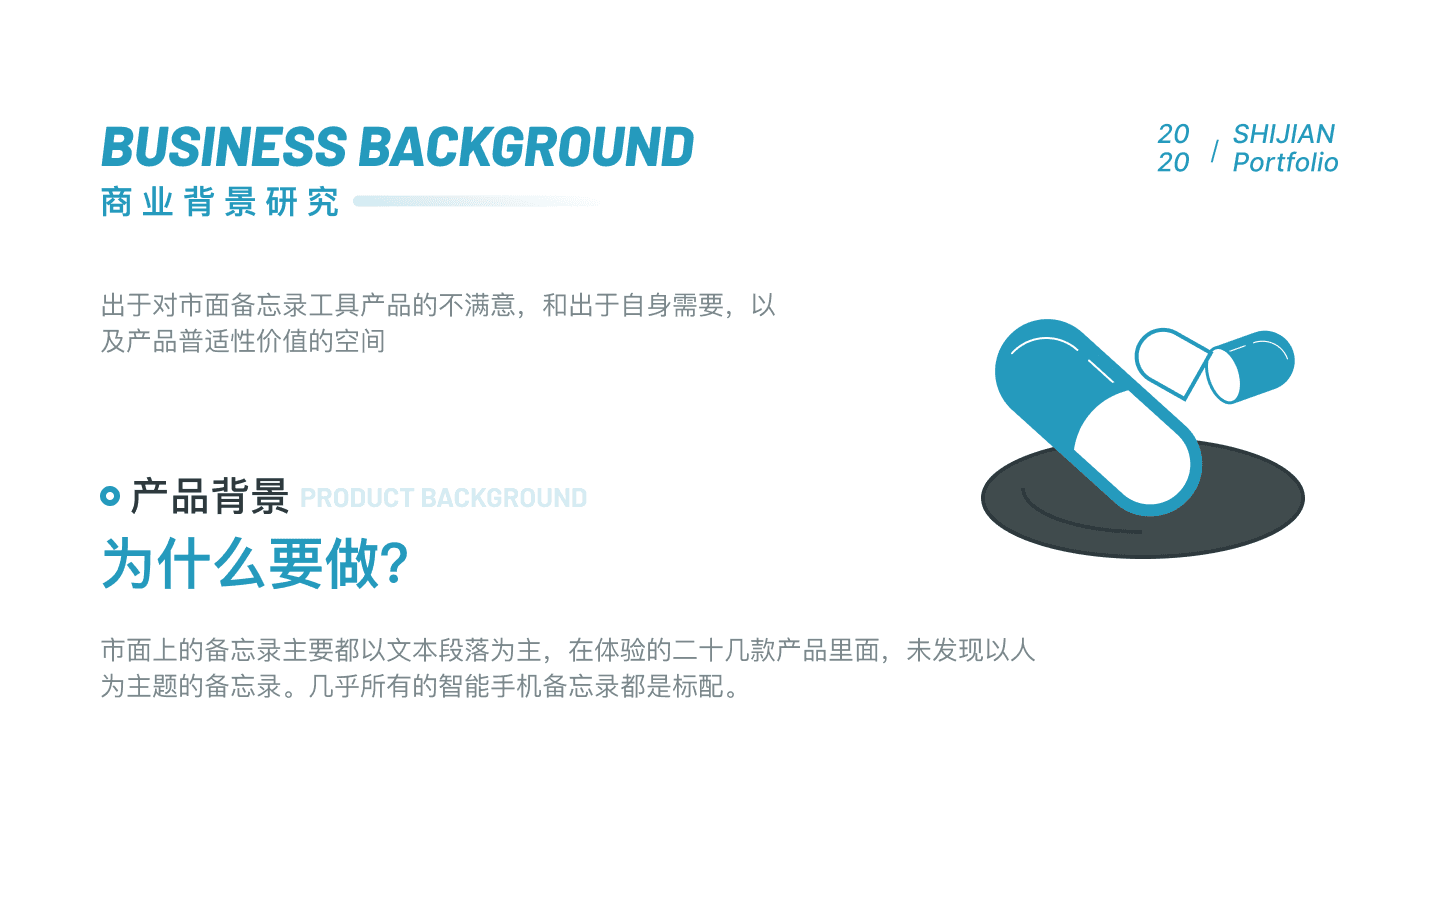 BUSINESS BACKGROUND
商业背景研究
20
20
/
SHIJIAN
Portfolio
出于对市面备忘录工具产品的不满意，和出于自身需要，以
及产品普适性价值的空间
产品背景 PRODUCT BACKGROUND
为什么要做?
市面上的备忘录主要都以文本段落为主，在体验的二十几款产品里面，未发现以人
为主题的备忘录。几乎所有的智能手机备忘录都是标配。